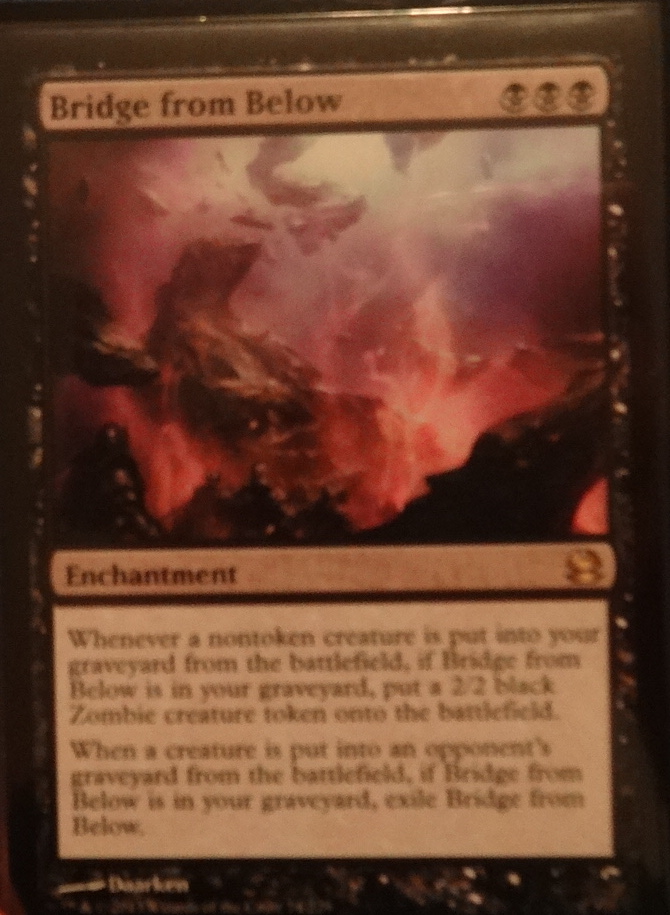 Bridge from Below
Enchantment
Whenever a nontoken creature is put into your
graveyard from the battlefield, if Bridge from
Below is in your graveyard, put a 2/2 black
Zombie creature token onto the battlefield.
When a creature is put into an opponent's
graveyard from the battlefield, if Bridge from
Below is in your graveyard, exile Bridge from
Below.
Daarken